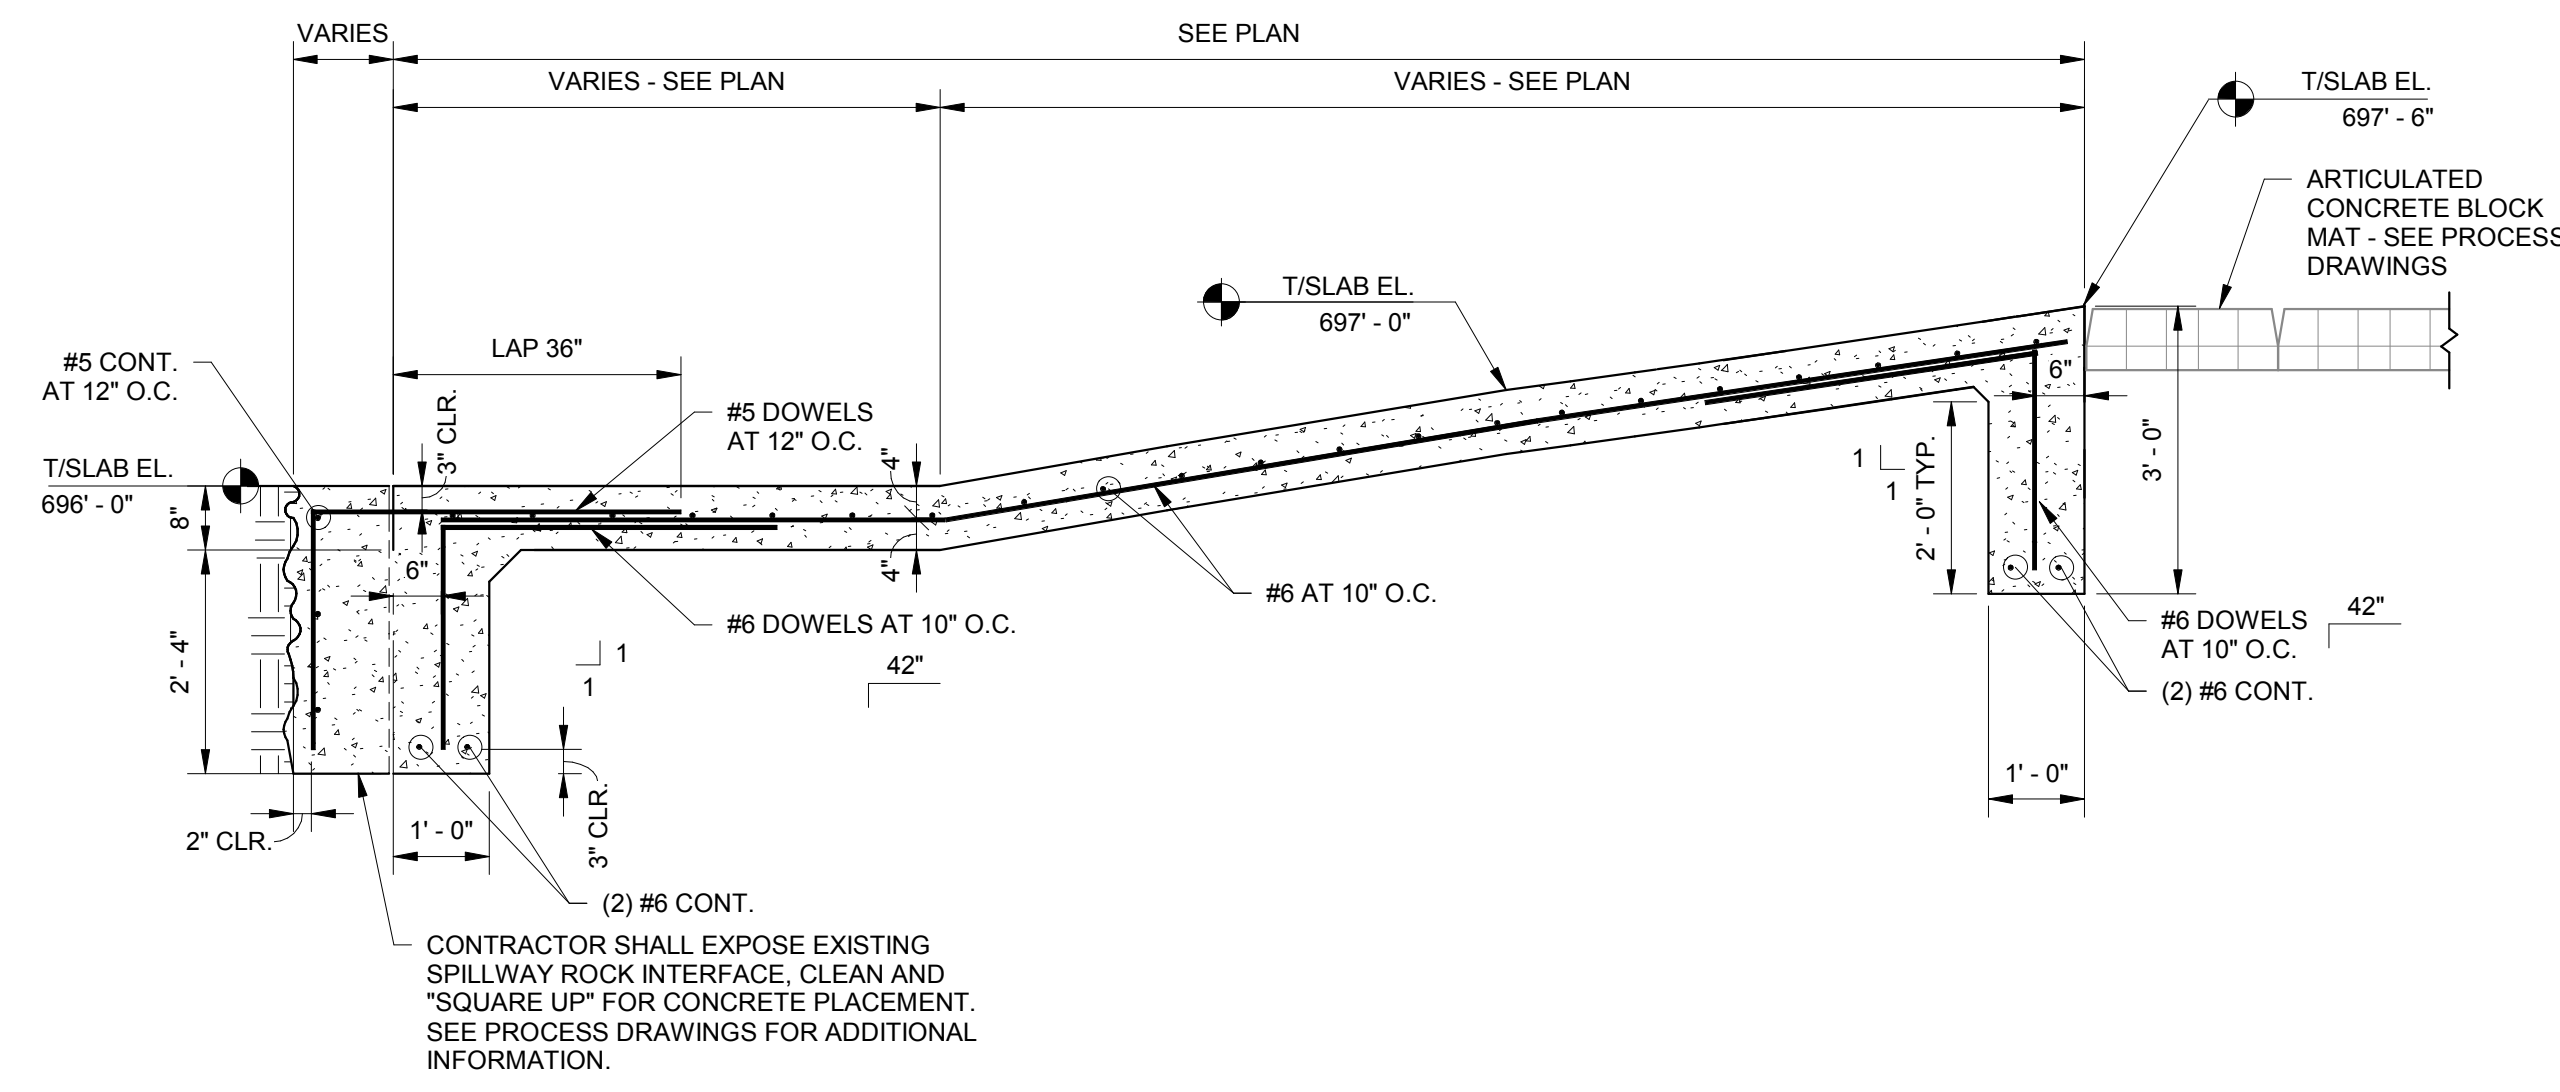 VARIES
SEE PLAN
VARIES - SEE PLAN
VARIES - SEE PLAN
T/SLAB EL.
697' - 6"
ARTICULATED
CONCRETE BLOCK
MAT - SEE PROCESS
DRAWINGS
T/SLAB EL.
697' - 0"
LAP 36"
#5 CONT.
AT 12" O.C.
3" CLR.
#5 DOWELS
AT 12" O.C.
6"
T/SLAB EL.
696' - 0"
8"
4"
4"
2' - 0" TYP.
1
1
3' - 0"
6"
#6 AT 10" O.C.
#6 DOWELS AT 10" O.C.
42"
1
1
2' - 4"
#6 DOWELS
AT 10" O.C.
42"
(2) #6 CONT.
1' - 0"
2" CLR.
1' - 0"
3" CLR.
(2) #6 CONT.
CONTRACTOR SHALL EXPOSE EXISTING
SPILLWAY ROCK INTERFACE, CLEAN AND
"SQUARE UP" FOR CONCRETE PLACEMENT.
SEE PROCESS DRAWINGS FOR ADDITIONAL
INFORMATION.